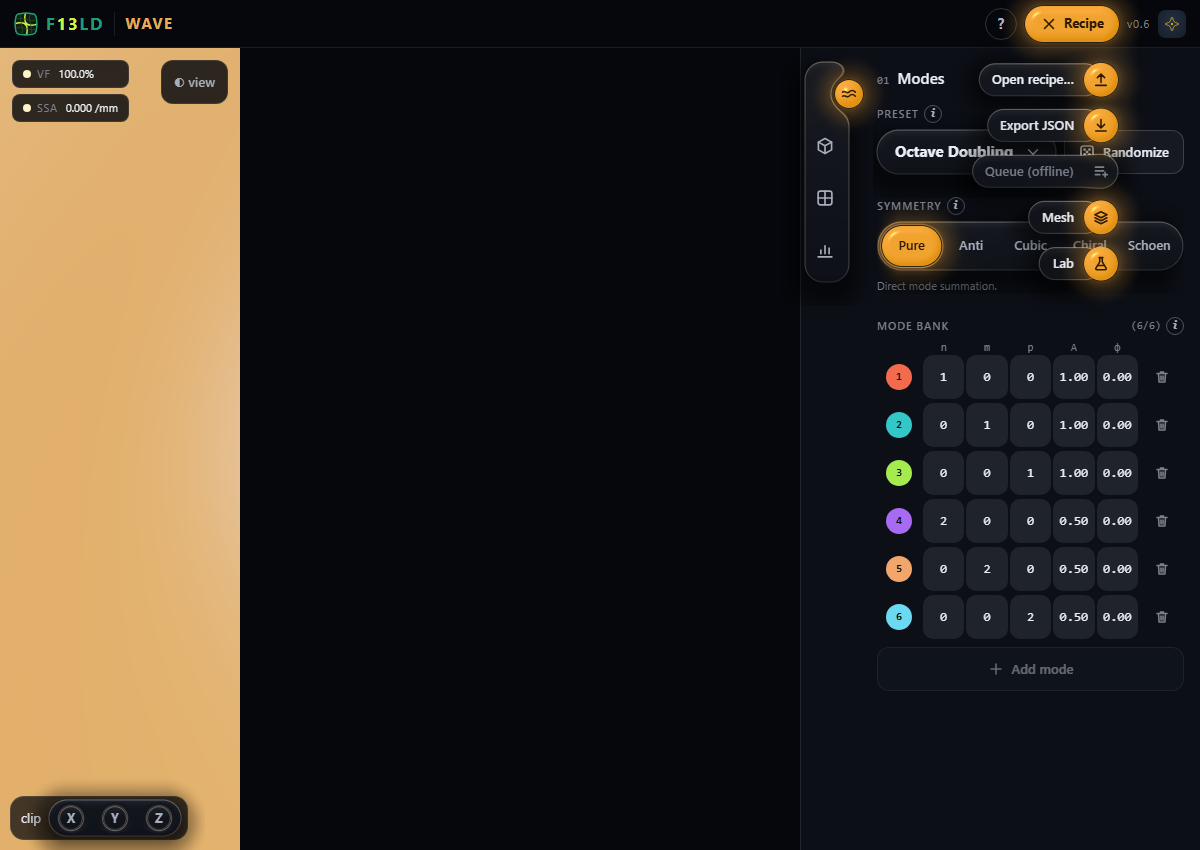 F13LD WAVE
? Recipe v0.6
VF 100.0%
SSA 0.000 /mm
view
01 Modes
Open recipe...
PRESET i
Export JSON
Octave Doubling
Randomize
Queue (offline)
SYMMETRY i
Mesh
Pure Anti Cubic Chiral Schoen
Lab
Direct mode summation.
MODE BANK (6/6) i
n m p A ϕ
1 1 0 0 1.00 0.00
2 0 1 0 1.00 0.00
3 0 0 1 1.00 0.00
4 2 0 0 0.50 0.00
5 0 2 0 0.50 0.00
6 0 0 2 0.50 0.00
+ Add mode
clip X Y Z